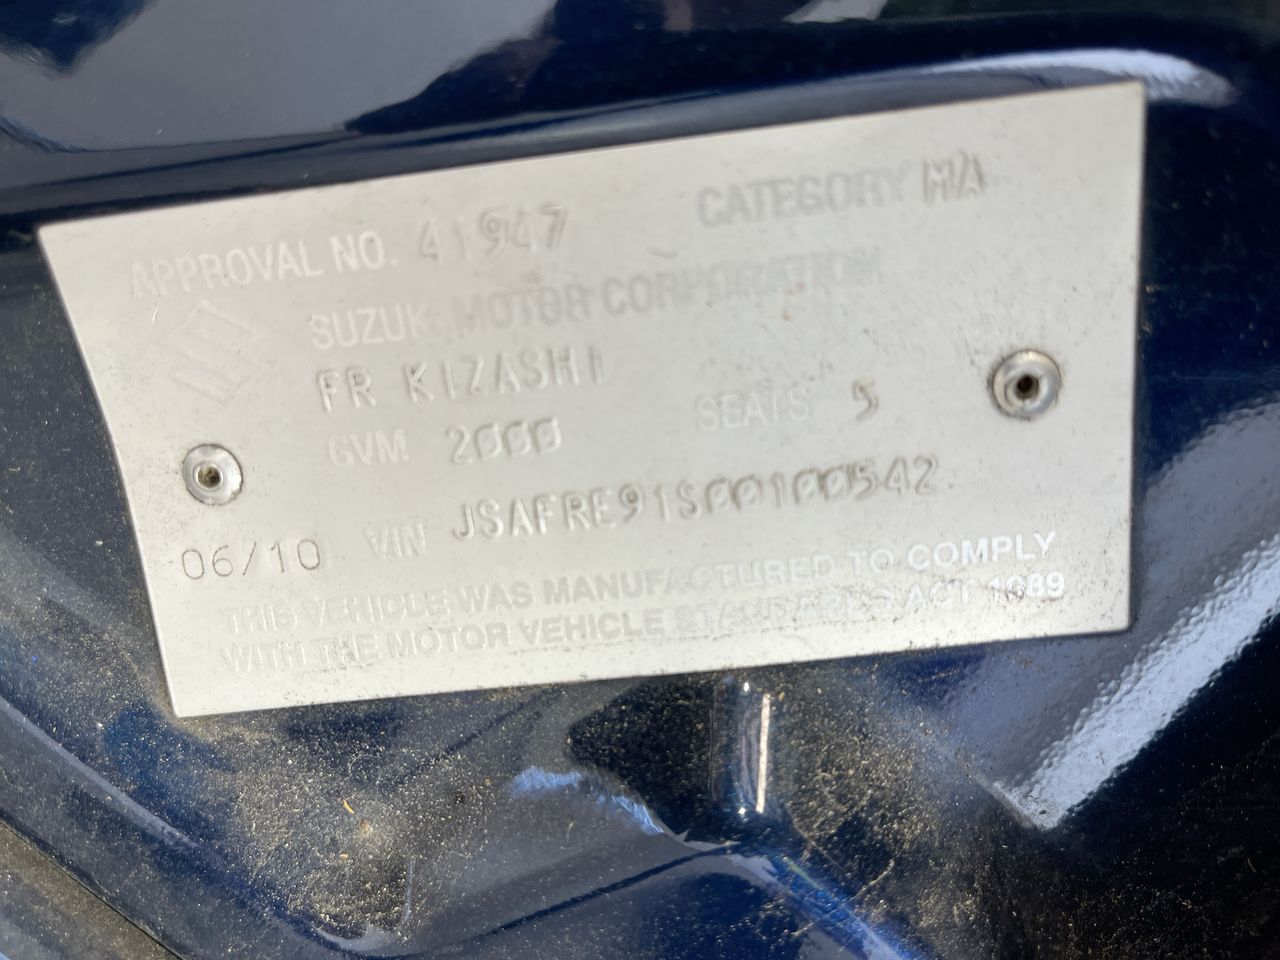 APPROVAL NO. 41947 CATEGORY MA
SUZUKI MOTOR CORPORATION
FR KIZASHI
GVM 2000 SEATS 5
06/10 VIN JSAFRE91S00100542
THIS VEHICLE WAS MANUFACTURED TO COMPLY
WITH THE MOTOR VEHICLE STANDARDS ACT 1989